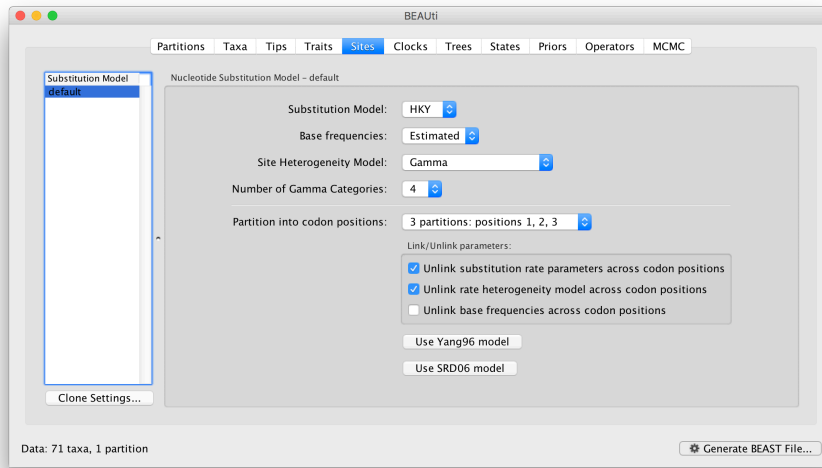 BEAUti
Partitions Taxa Tips Traits Sites Clocks Trees States Priors Operators MCMC
Substitution Model
default
Nucleotide Substitution Model – default
Substitution Model: HKY
Base frequencies: Estimated
Site Heterogeneity Model: Gamma
Number of Gamma Categories: 4
Partition into codon positions: 3 partitions: positions 1, 2, 3
Link/Unlink parameters:
Unlink substitution rate parameters across codon positions
Unlink rate heterogeneity model across codon positions
Unlink base frequencies across codon positions
Use Yang96 model
Use SRD06 model
Clone Settings...
Data: 71 taxa, 1 partition
Generate BEAST File...